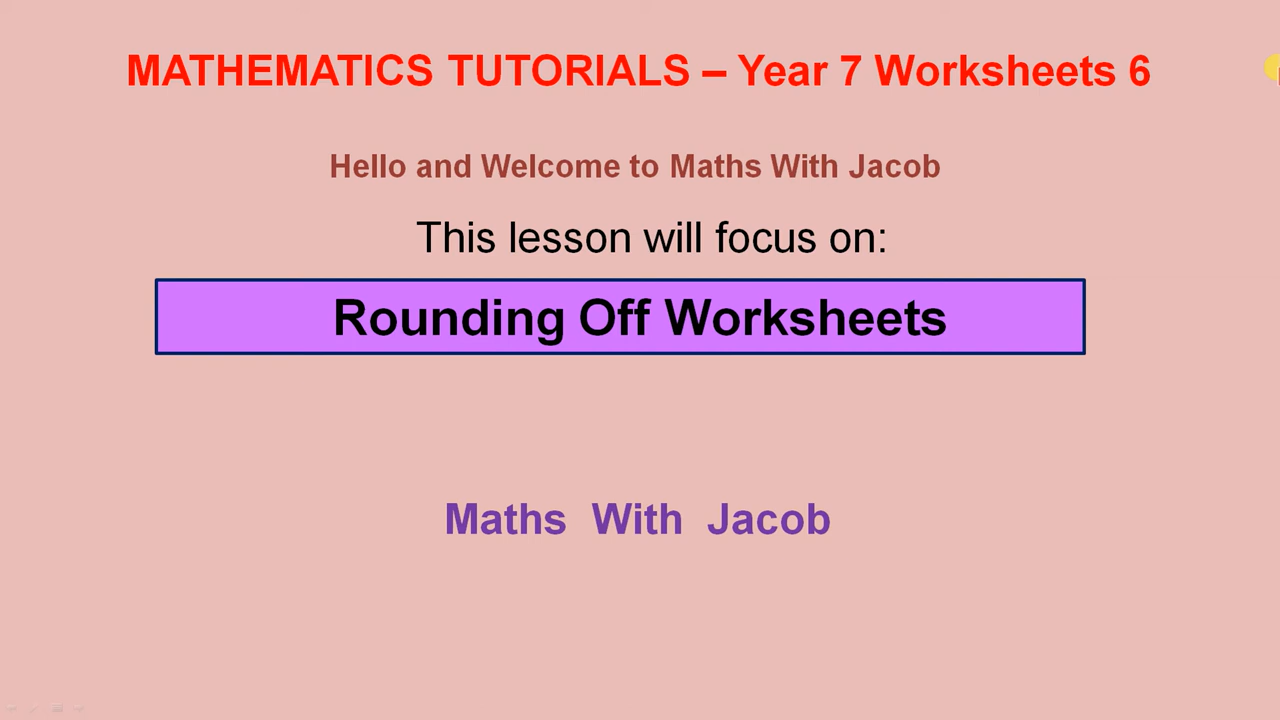 MATHEMATICS TUTORIALS – Year 7 Worksheets 6
Hello and Welcome to Maths With Jacob
This lesson will focus on:
Rounding Off Worksheets
Maths With Jacob